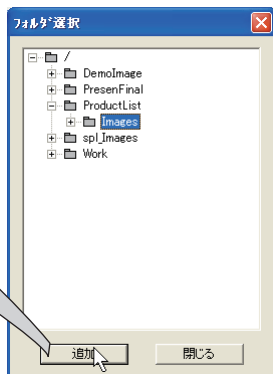 フォルダ選択
/
DemoImage
PresenFinal
ProductList
Images
spl_Images
Work
追加
閉じる